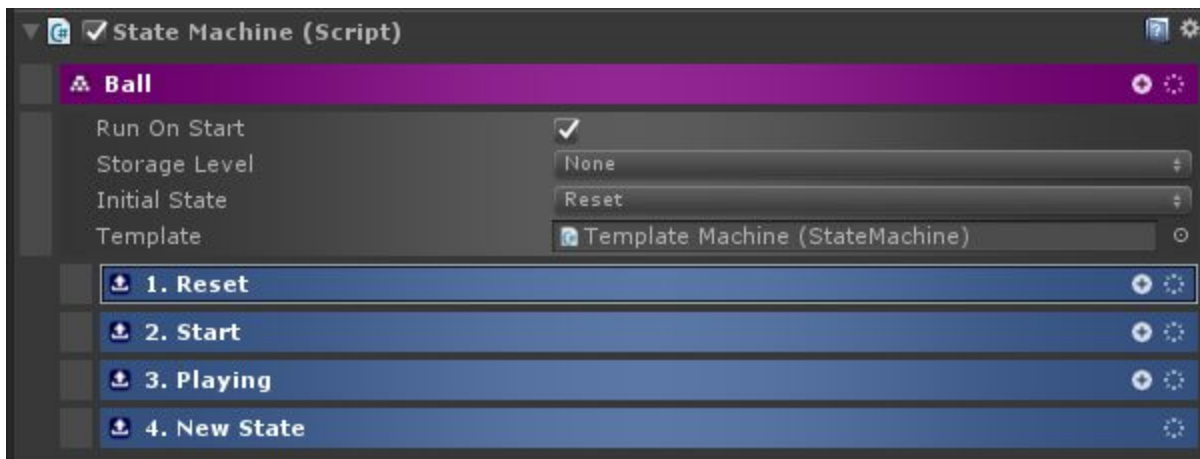 State Machine (Script)
Ball
Run On Start
Storage Level None
Initial State Reset
Template Template Machine (StateMachine)
1. Reset
2. Start
3. Playing
4. New State